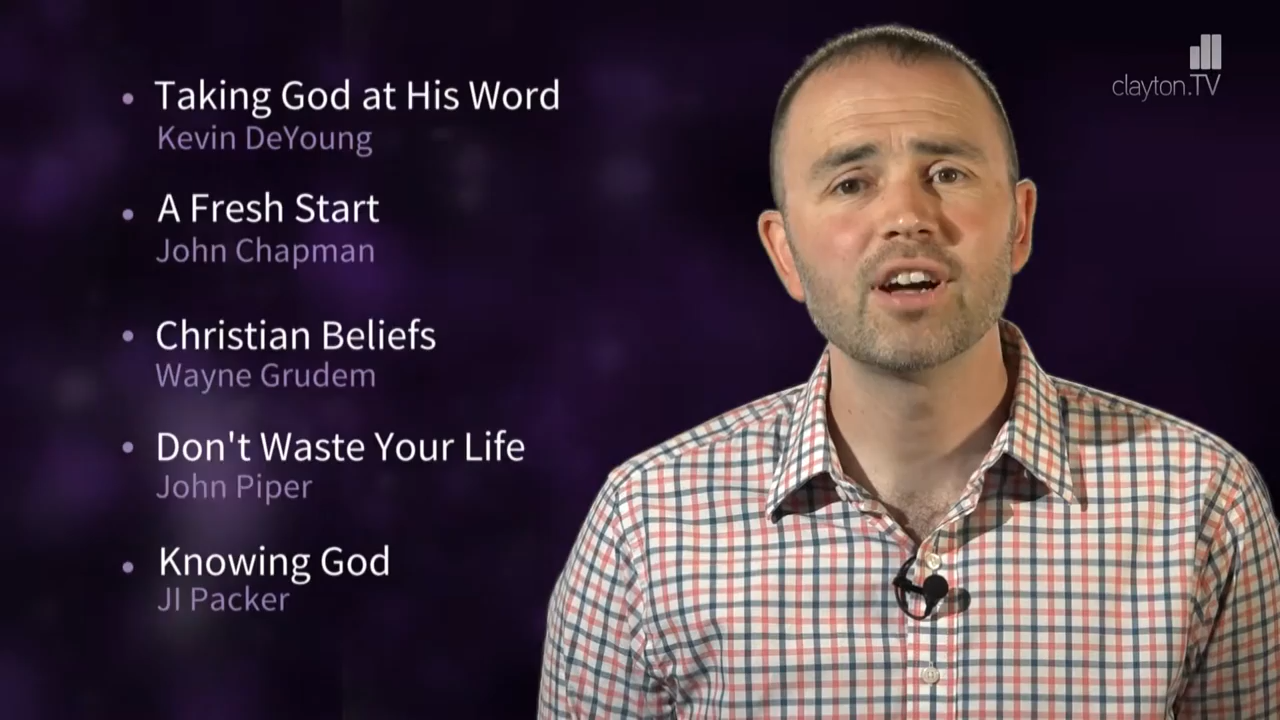 Taking God at His Word
Kevin DeYoung
A Fresh Start
John Chapman
Christian Beliefs
Wayne Grudem
Don't Waste Your Life
John Piper
Knowing God
JI Packer
clayton.TV